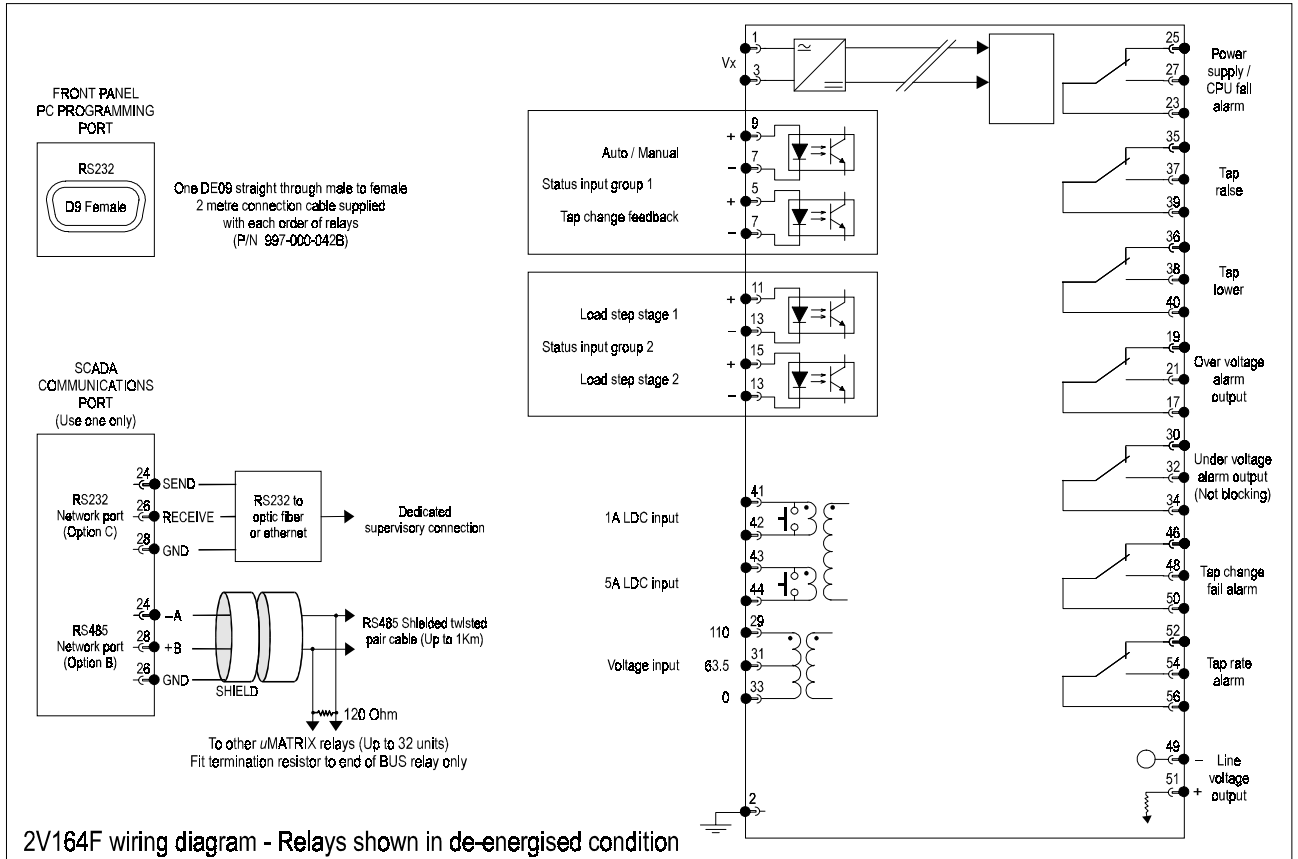 FRONT PANEL
PC PROGRAMMING
PORT
RS232
D9 Female
One DE09 straight through male to female
2 metre connection cable supplied
with each order of relays
(P/N 997-000-042B)
SCADA
COMMUNICATIONS
PORT
(Use one only)
RS232
Network port
(Option C)
24
SEND
26
RECEIVE
28
GND
RS232 to
optic fiber
or ethernet
Dedicated
supervisory connection
RS485
Network port
(Option B)
24
–A
28
+B
26
GND
SHIELD
RS485 Shielded twisted
pair cable (Up to 1Km)
120 Ohm
To other uMATRIX relays (Up to 32 units)
Fit termination resistor to end of BUS relay only
Vx
1
3
Auto / Manual
+
9
–
7
Status input group 1
Tap change feedback
+
5
–
7
Load step stage 1
+
11
–
13
Status input group 2
Load step stage 2
+
15
–
13
1A LDC input
41
42
5A LDC input
43
44
Voltage input
110
29
63.5
31
0
33
2
25
27
23
Power
supply /
CPU fail
alarm
35
37
39
Tap
raise
36
38
40
Tap
lower
19
21
17
Over voltage
alarm
output
30
32
34
Under voltage
alarm output
(Not blocking)
46
48
50
Tap change
fail alarm
52
54
56
Tap rate
alarm
49
–
51
+
Line
voltage
output
2V164F wiring diagram - Relays shown in de-energised condition